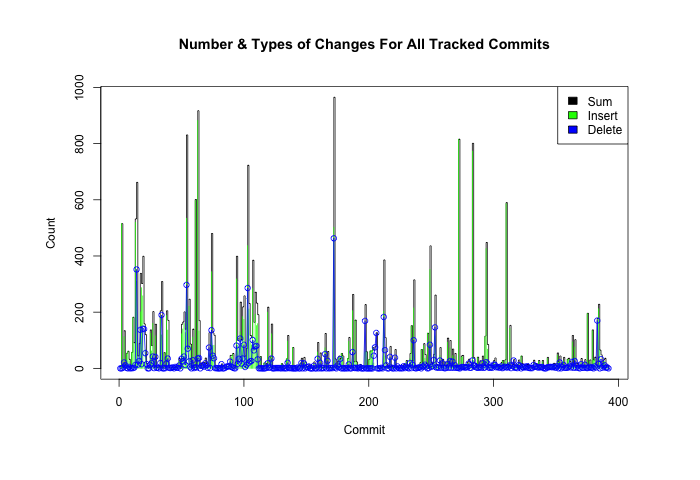 Number & Types of Changes For All Tracked Commits
1000
800
600
400
200
0
Count
Sum
Insert
Delete
0 100 200 300 400
Commit